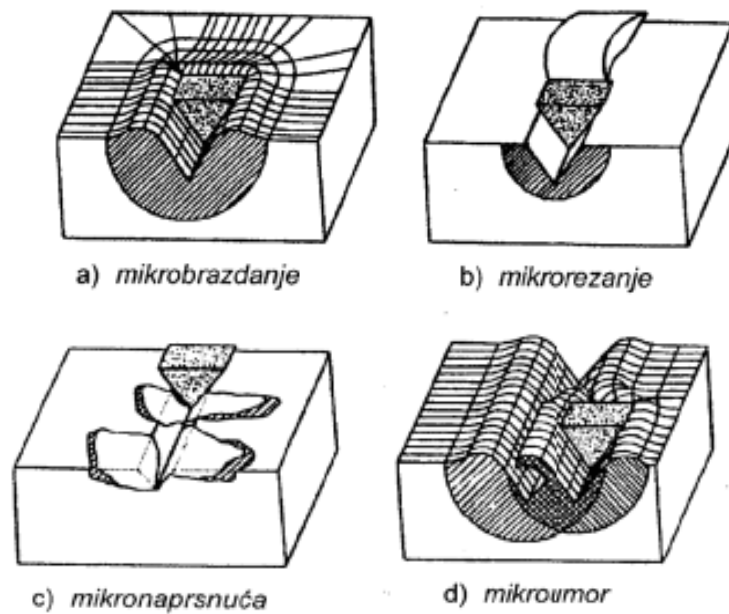 a) mikrobrazdanje
b) mikrorezanje
c) mikronaprsnuća
d) mikroumor